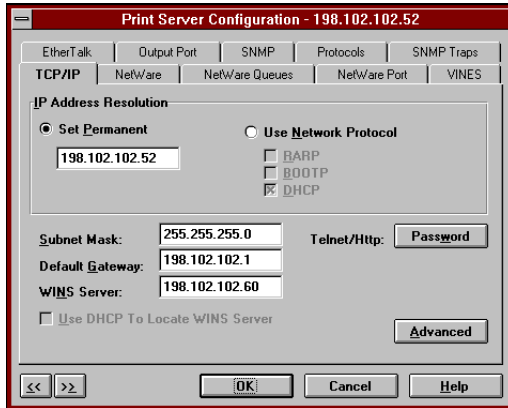 Print Server Configuration - 198.102.102.52
EtherTalk Output Port SNMP Protocols SNMP Traps
TCP/IP NetWare NetWare Queues NetWare Port VINES
IP Address Resolution
Set Permanent Use Network Protocol
198.102.102.52 RARP
BOOTP
DHCP
Subnet Mask: 255.255.255.0 Telnet/Http: Password
Default Gateway: 198.102.102.1
WINS Server: 198.102.102.60
Use DHCP To Locate WINS Server
Advanced
<< >> OK Cancel Help